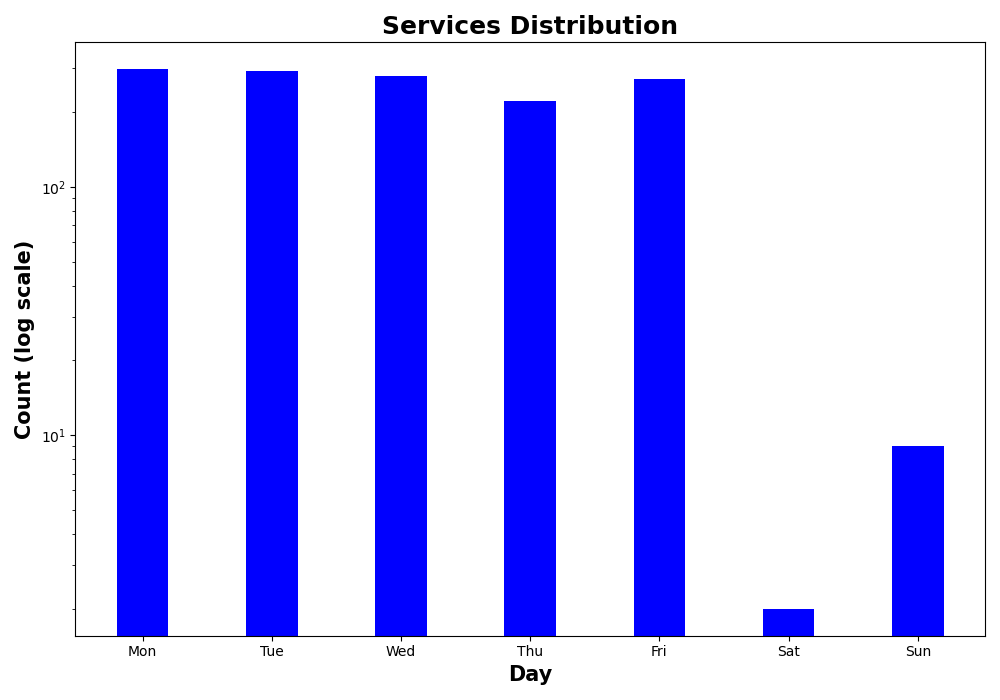 Services Distribution
Count (log scale)
10²
10¹
Mon Tue Wed Thu Fri Sat Sun
Day